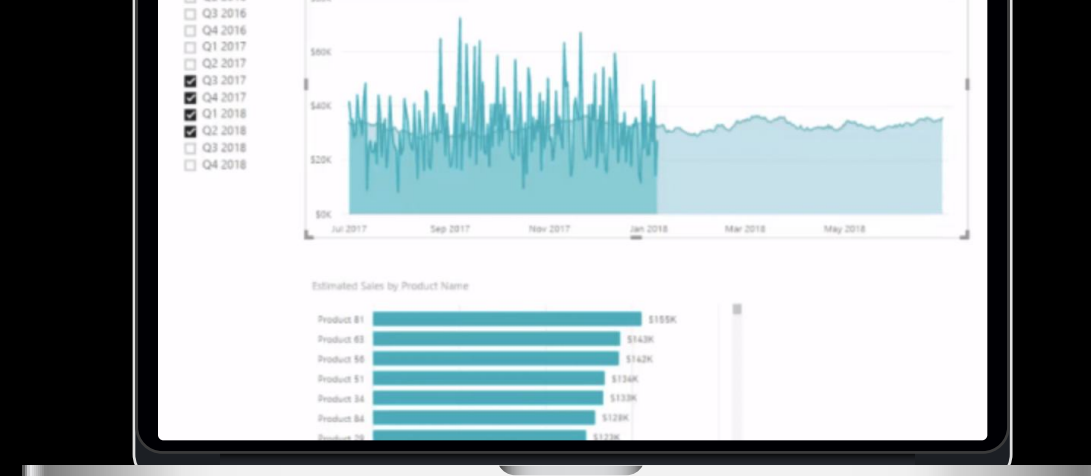 Q3 2016
Q4 2016
Q1 2017
Q2 2017
Q3 2017
Q4 2017
Q1 2018
Q2 2018
Q3 2018
Q4 2018
$60K
$40K
$20K
$0K
Jul 2017 Sep 2017 Nov 2017 Jan 2018 Mar 2018 May 2018
Estimated Sales by Product Name
Product 81 $155K
Product 63 $143K
Product 58 $142K
Product 51 $134K
Product 34 $133K
Product 84 $128K
$123K